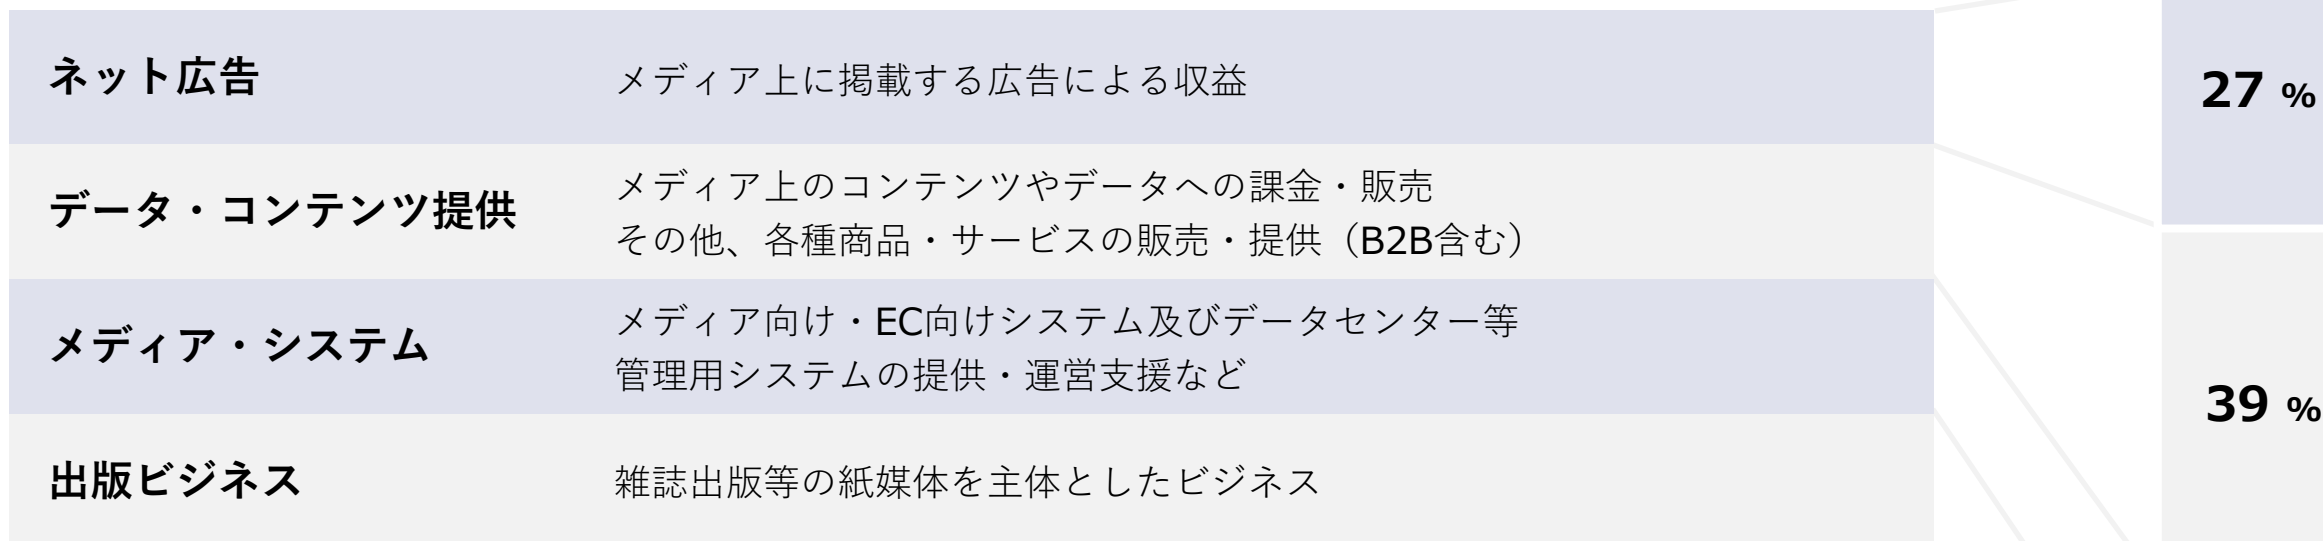 ネット広告
メディア上に掲載する広告による収益
27 %
データ・コンテンツ提供
メディア上のコンテンツやデータへの課金・販売
その他、各種商品・サービスの販売・提供（B2B含む）
メディア・システム
メディア向け・EC向けシステム及びデータセンター等
管理用システムの提供・運営支援など
39 %
出版ビジネス
雑誌出版等の紙媒体を主体としたビジネス